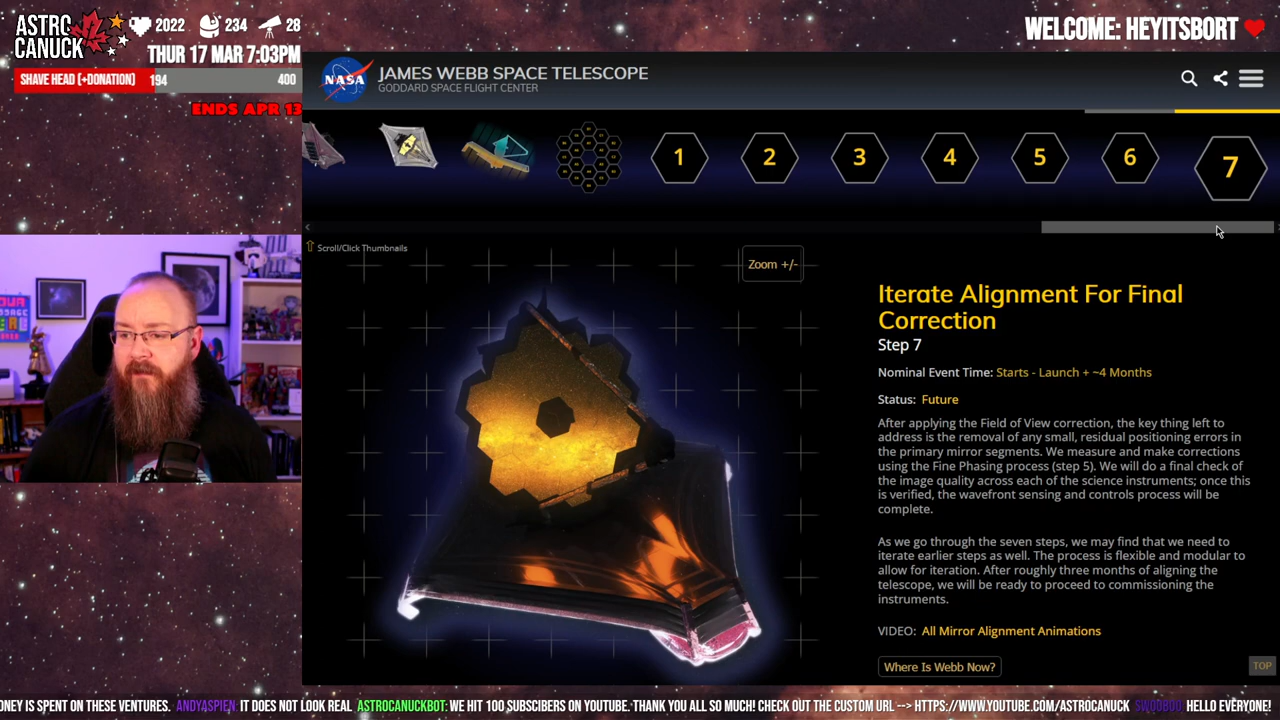 ASTRO
CANUCK
2022
234
28
THUR 17 MAR 7:03PM
SHAVE HEAD (+DONATION)
194
400
ENDS APR 13
WELCOME: HEYITSBORT
NASA
JAMES WEBB SPACE TELESCOPE
GODDARD SPACE FLIGHT CENTER
1
2
3
4
5
6
7
Scroll/Click Thumbnails
Zoom +/-
Iterate Alignment For Final
Correction
Step 7
Nominal Event Time: Starts - Launch + ~4 Months
Status: Future
After applying the Field of View correction, the key thing left to
address is the removal of any small, residual positioning errors in
the primary mirror segments. We measure and make corrections
using the Fine Phasing process (step 5). We will do a final check of
the image quality across each of the science instruments; once this
is verified, the wavefront sensing and controls process will be
complete.
As we go through the seven steps, we may find that we need to
iterate earlier steps as well. The process is flexible and modular to
allow for iteration. After roughly three months of aligning the
telescope, we will be ready to proceed to commissioning the
instruments.
VIDEO: All Mirror Alignment Animations
Where Is Webb Now?
TOP
ONEY IS SPENT ON THESE VENTURES. ANDY4SPIEN: IT DOES NOT LOOK REAL ASTROCANUCKBOT: WE HIT 100 SUBSCIBERS ON YOUTUBE. THANK YOU ALL SO MUCH! CHECK OUT THE CUSTOM URL --> HTTPS://WWW.YOUTUBE.COM/ASTROCANUCK SWODBUO: HELLO EVERYONE!